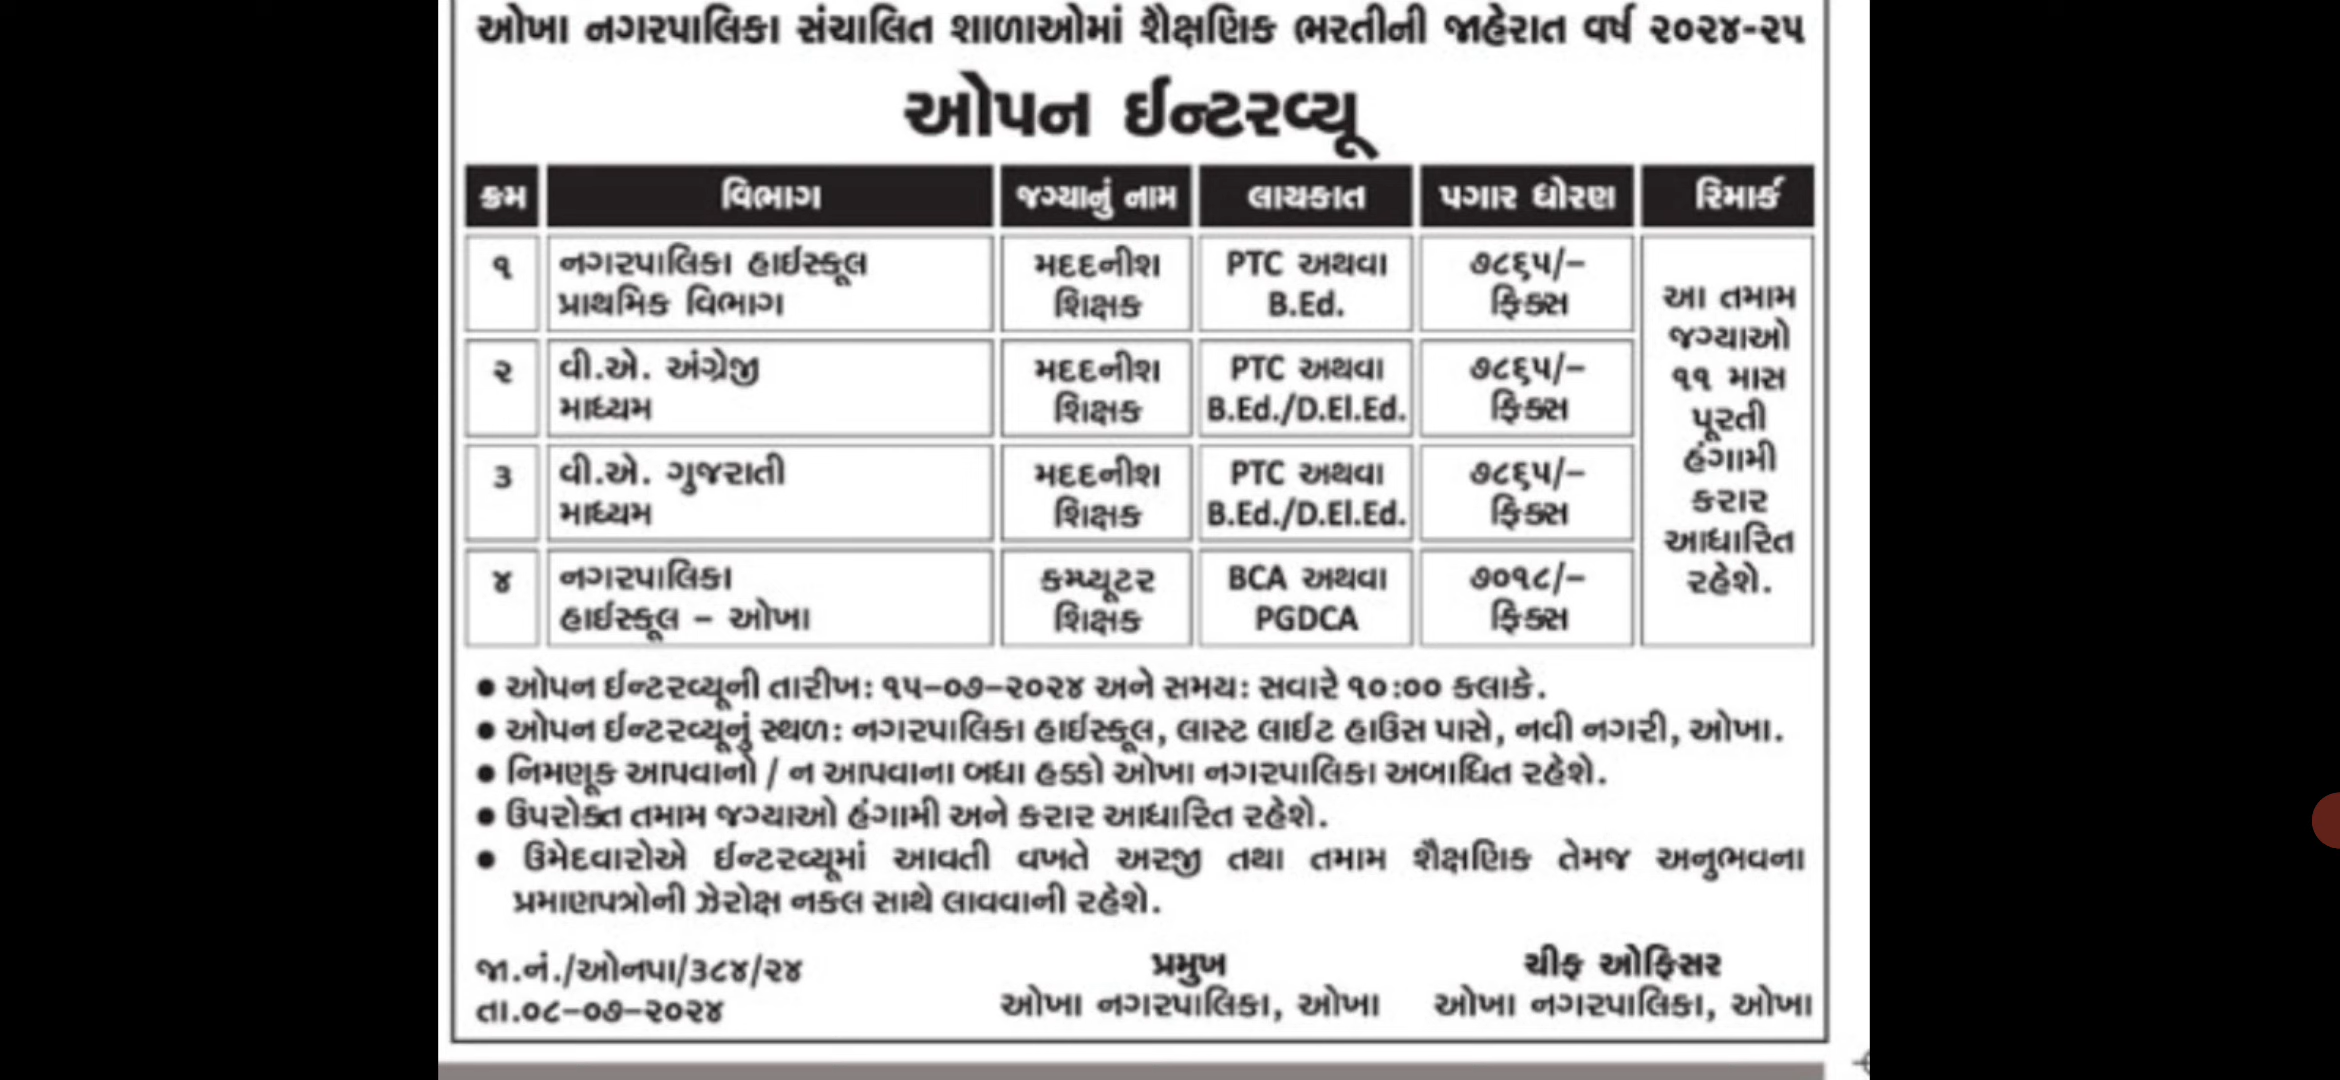 ઓખા નગરપાલિકા સંચાલિત શાળાઓમાં શૈક્ષણિક ભરતીની જાહેરાત વર્ષ ૨૦૨૪-૨૫
ઓપન ઈન્ટરવ્યૂ
ક્રમ વિભાગ જગ્યાનું નામ લાયકાત પગાર ધોરણ રિમાર્ક
૧ નગરપાલિકા હાઈસ્કૂલ મદદનીશ PTC અથવા ૭૮૬૫/–
પ્રાથમિક વિભાગ શિક્ષક B.Ed. ફિક્સ
૨ વી.એ. અંગ્રેજી મદદનીશ PTC અથવા ૭૮૬૫/–
માધ્યમ શિક્ષક B.Ed./D.El.Ed. ફિક્સ
૩ વી.એ. ગુજરાતી મદદનીશ PTC અથવા ૭૮૬૫/–
માધ્યમ શિક્ષક B.Ed./D.El.Ed. ફિક્સ
૪ નગરપાલિકા કમ્પ્યૂટર BCA અથવા ૭૦૧૮/–
હાઈસ્કૂલ – ઓખા શિક્ષક PGDCA ફિક્સ
આ તમામ
જગ્યાઓ
૧૧ માસ
પૂરતી
હંગામી
કરાર
આધારિત
રહેશે.
● ઓપન ઈન્ટરવ્યૂની તારીખ: ૧૫–૦૭–૨૦૨૪ અને સમય: સવારે ૧૦:૦૦ કલાકે.
● ઓપન ઈન્ટરવ્યૂનું સ્થળ: નગરપાલિકા હાઈસ્કૂલ, લાસ્ટ લાઈટ હાઉસ પાસે, નવી નગરી, ઓખા.
● નિમણૂક આપવાનો / ન આપવાના બધા હક્કો ઓખા નગરપાલિકા અબાધિત રહેશે.
● ઉપરોક્ત તમામ જગ્યાઓ હંગામી અને કરાર આધારિત રહેશે.
● ઉમેદવારોએ ઈન્ટરવ્યૂમાં આવતી વખતે અરજી તથા તમામ શૈક્ષણિક તેમજ અનુભવના
પ્રમાણપત્રોની ઝેરોક્ષ નકલ સાથે લાવવાની રહેશે.
જા.નં./ઓનપા/૩૮૪/૨૪ પ્રમુખ ચીફ ઓફિસર
તા.૦૮–૦૭–૨૦૨૪ ઓખા નગરપાલિકા, ઓખા ઓખા નગરપાલિકા, ઓખા